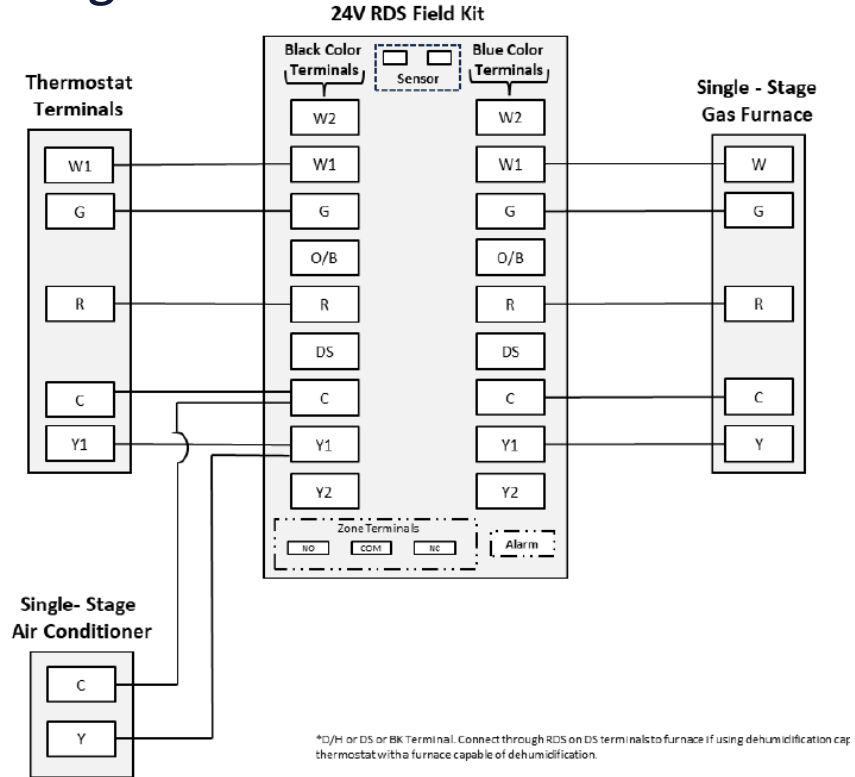 24V RDS Field Kit
Black Color
Terminals
Sensor
Blue Color
Terminals
Thermostat
Terminals
Single - Stage
Gas Furnace
W2
W2
W1
W1
W1
W
G
G
G
G
O/B
O/B
R
R
R
R
DS
DS
C
C
C
C
Y1
Y1
Y1
Y
Y2
Y2
Zone Terminals
NO
COM
NC
Alarm
Single- Stage
Air Conditioner
C
Y
*D/H or DS or BK Terminal. Connect through RDS on DS terminals to furnace if using dehumidification cap
thermostat with a furnace capable of dehumidification.